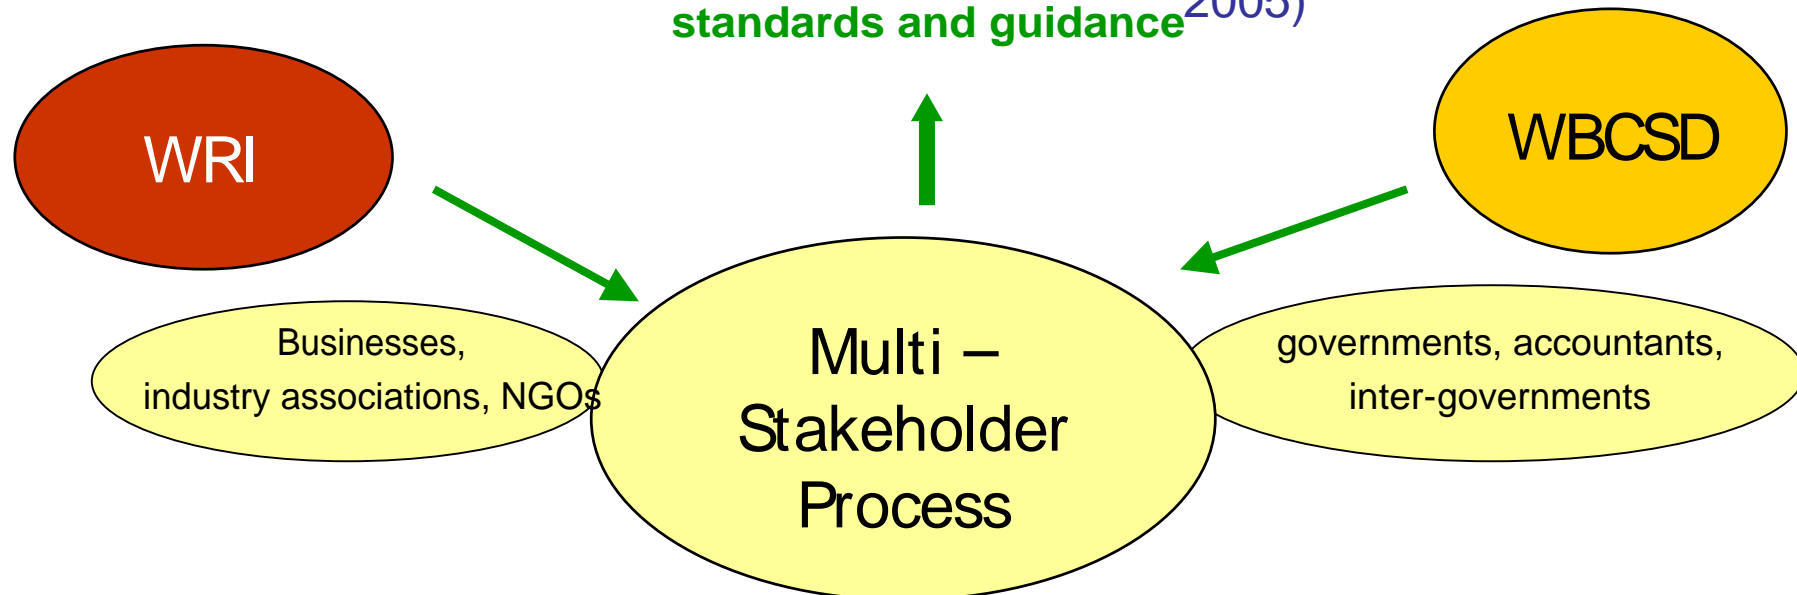 2005)
standards and guidance
WRI
WBCSD
Businesses,
industry associations, NGOs
Multi –
Stakeholder
Process
governments, accountants,
inter-governments